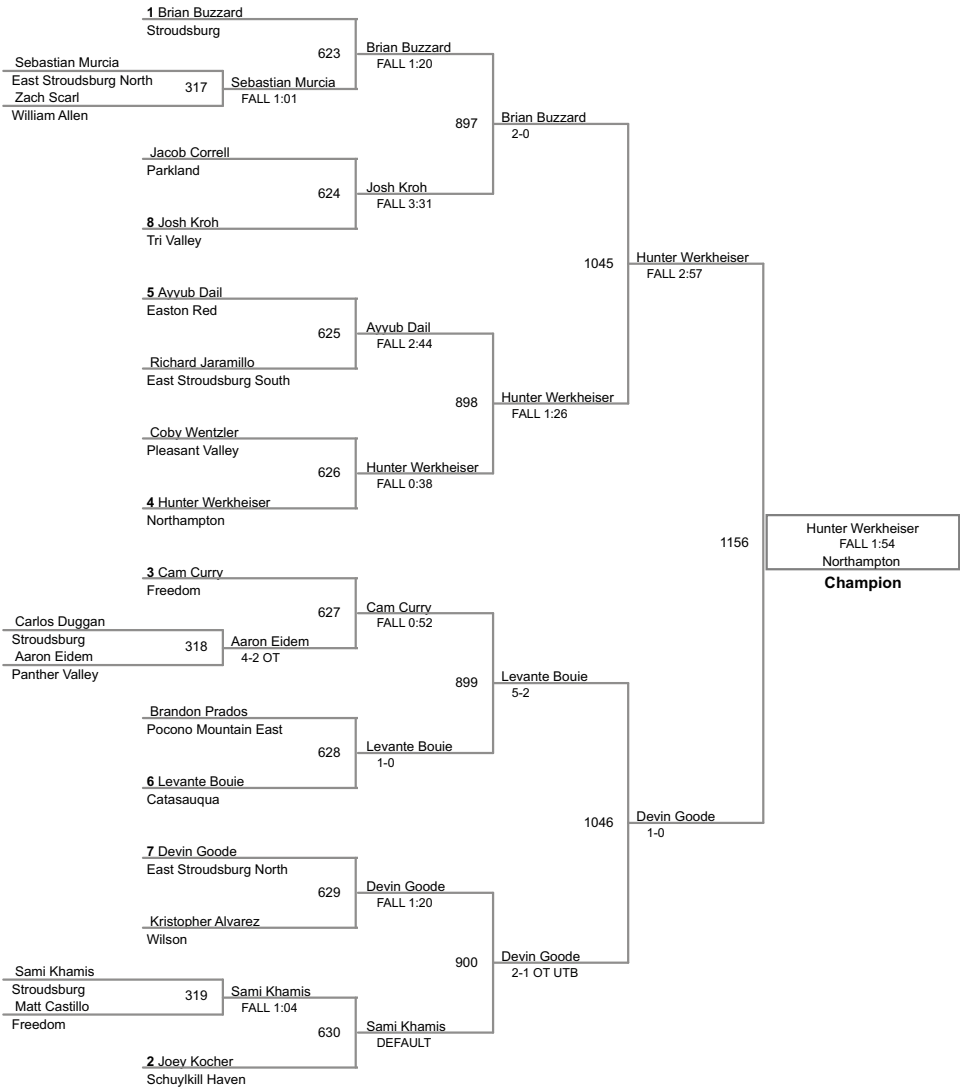 1 Brian Buzzard
Stroudsburg
623
Brian Buzzard
FALL 1:20
Sebastian Murcia
East Stroudsburg North
317
Zach Scarl
William Allen
Sebastian Murcia
FALL 1:01
897
Brian Buzzard
2-0
Jacob Correll
Parkland
624
Josh Kroh
FALL 3:31
8 Josh Kroh
Tri Valley
1045
Hunter Werkheiser
FALL 2:57
5 Ayyub Dail
Easton Red
625
Ayyub Dail
FALL 2:44
Richard Jaramillo
East Stroudsburg South
898
Hunter Werkheiser
FALL 1:26
Coby Wentzler
Pleasant Valley
626
Hunter Werkheiser
FALL 0:38
4 Hunter Werkheiser
Northampton
1156
Hunter Werkheiser
FALL 1:54
Northampton
Champion
3 Cam Curry
Freedom
627
Cam Curry
FALL 0:52
Carlos Duggan
Stroudsburg
318
Aaron Eidem
Panther Valley
Aaron Eidem
4-2 OT
899
Levante Bouie
5-2
Brandon Prados
Pocono Mountain East
628
Levante Bouie
1-0
6 Levante Bouie
Catasauqua
1046
Devin Goode
1-0
7 Devin Goode
East Stroudsburg North
629
Devin Goode
FALL 1:20
Kristopher Alvarez
Wilson
900
Devin Goode
2-1 OT UTB
Sami Khamis
Stroudsburg
319
Matt Castillo
Freedom
Sami Khamis
FALL 1:04
630
Sami Khamis
DEFAULT
2 Joey Kocher
Schuylkill Haven